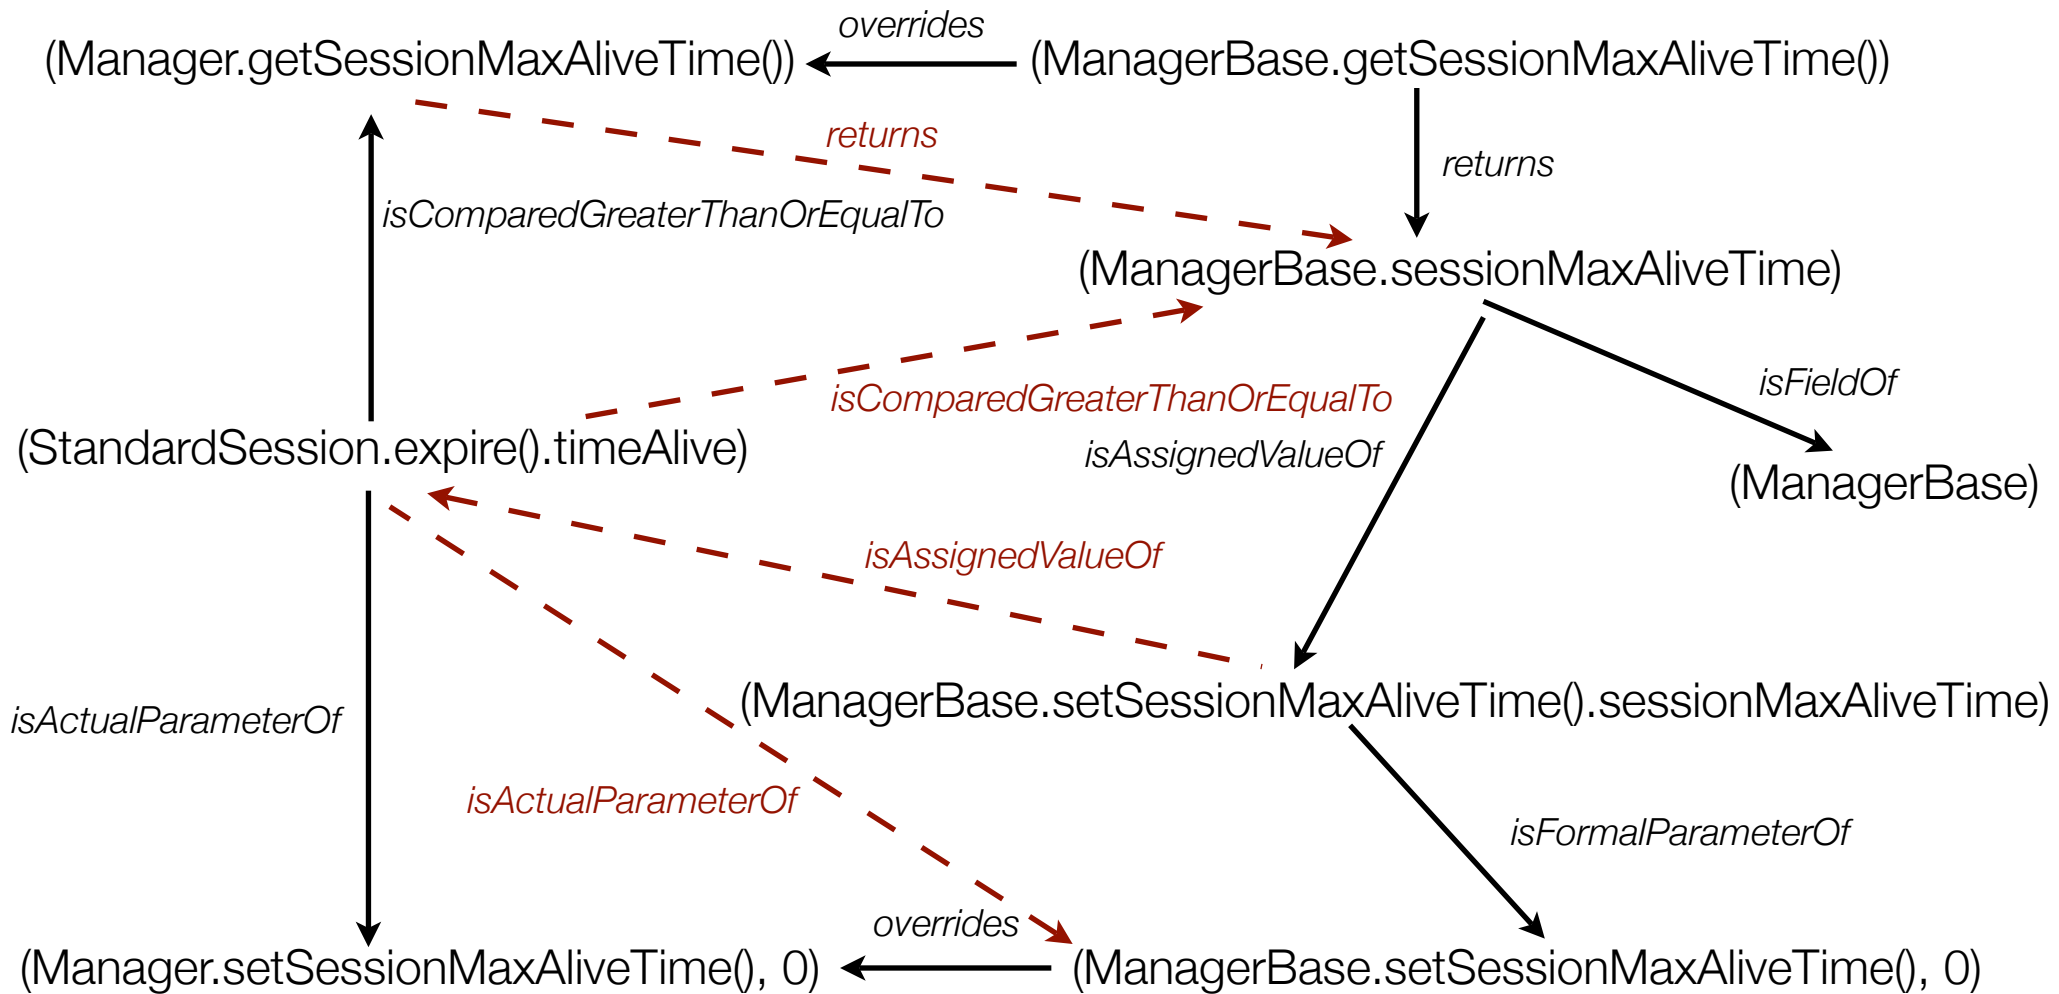 overrides
(Manager.getSessionMaxAliveTime())
(ManagerBase.getSessionMaxAliveTime())
returns
returns
isComparedGreaterThanOrEqualTo
(ManagerBase.sessionMaxAliveTime)
isFieldOf
isComparedGreaterThanOrEqualTo
(StandardSession.expire().timeAlive)
isAssignedValueOf
(ManagerBase)
isAssignedValueOf
(ManagerBase.setSessionMaxAliveTime().sessionMaxAliveTime)
isActualParameterOf
isActualParameterOf
isFormalParameterOf
overrides
(Manager.setSessionMaxAliveTime(), 0)
(ManagerBase.setSessionMaxAliveTime(), 0)